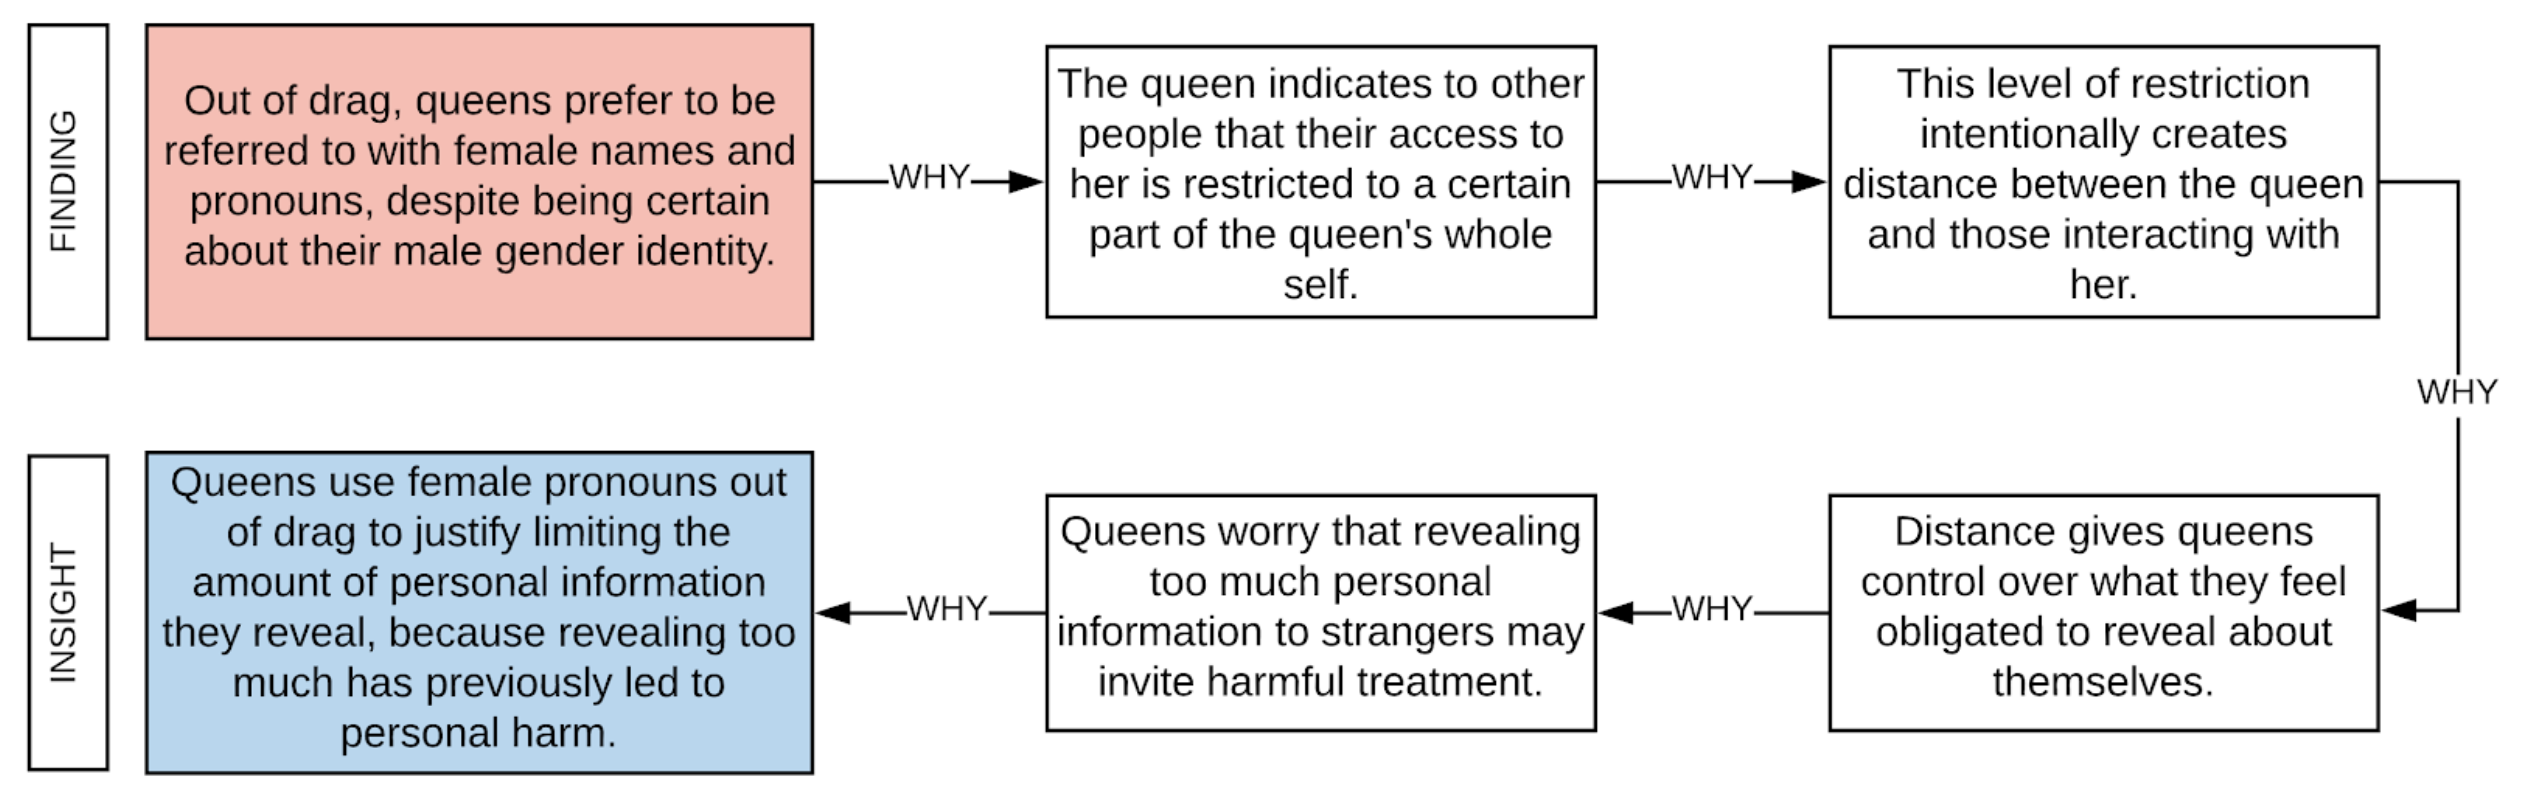 FINDING
Out of drag, queens prefer to be
referred to with female names and
pronouns, despite being certain
about their male gender identity.
WHY
The queen indicates to other
people that their access to
her is restricted to a certain
part of the queen's whole
self.
WHY
This level of restriction
intentionally creates
distance between the queen
and those interacting with
her.
WHY
Distance gives queens
control over what they feel
obligated to reveal about
themselves.
WHY
Queens worry that revealing
too much personal
information to strangers may
invite harmful treatment.
WHY
INSIGHT
Queens use female pronouns out
of drag to justify limiting the
amount of personal information
they reveal, because revealing too
much has previously led to
personal harm.